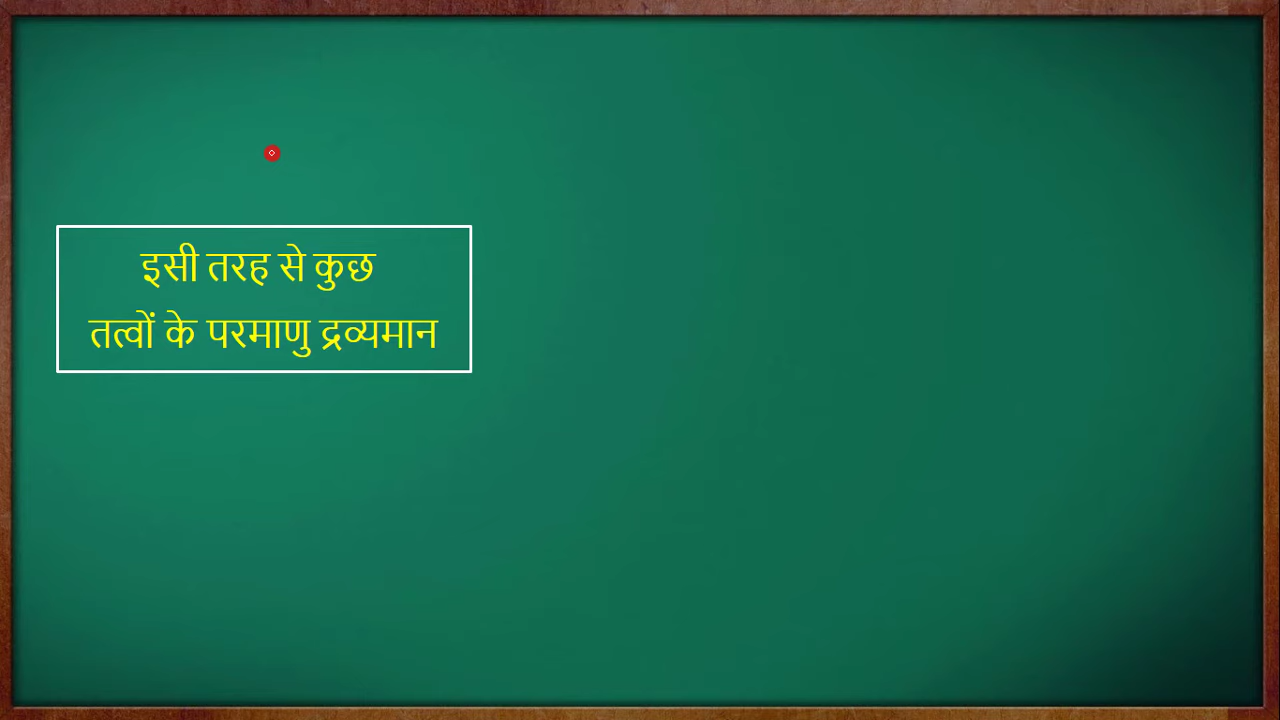 इसी तरह से कुछ
तत्वों के परमाणु द्रव्यमान